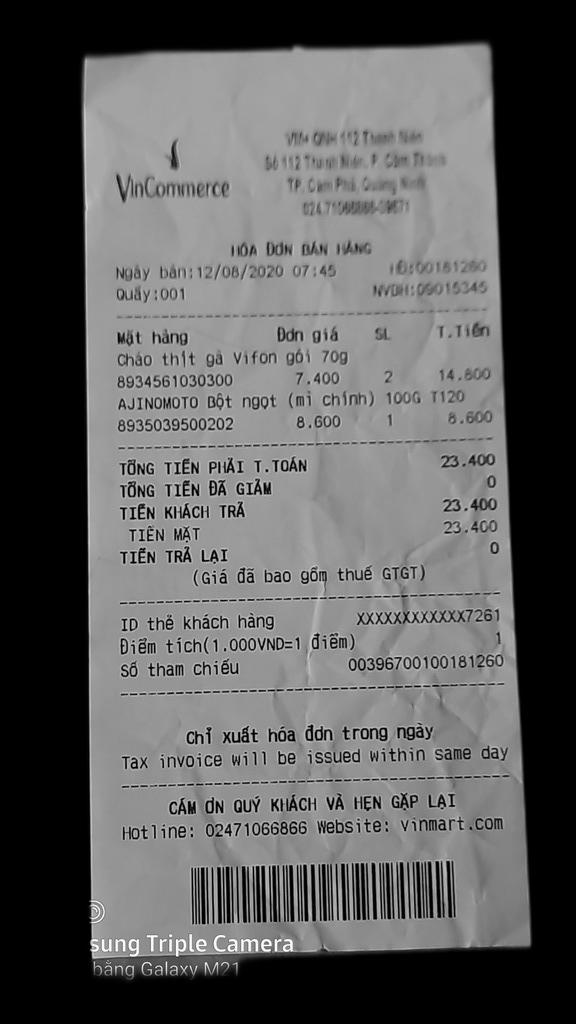 VinCommerce
VM+ QNH 112 Thanh Niên
Số 112 Thanh Niên, P. Cẩm Thành
TP. Cẩm Phả, Quảng Ninh
HÓA ĐƠN BÁN HÀNG
Ngày bán:12/08/2020 07:45 HĐ:00181260
Quầy:001 NVBH:09015345
Mặt hàng Đơn giá SL T.Tiền
Cháo thịt gà Vifon gói 70g
8934561030300 7.400 2 14.800
AJINOMOTO Bột ngọt (mì chính) 100G T120
8935039500202 8.600 1 8.600
TỔNG TIỀN PHẢI T.TOÁN 23.400
TỔNG TIỀN ĐÃ GIẢM 0
TIỀN KHÁCH TRẢ 23.400
TIỀN MẶT 23.400
TIỀN TRẢ LẠI 0
(Giá đã bao gồm thuế GTGT)
ID thẻ khách hàng XXXXXXXXXXXX7261
Điểm tích(1.000VND=1 điểm) 1
Số tham chiếu 00396700100181260
Chỉ xuất hóa đơn trong ngày
Tax invoice will be issued within same day
CÁM ƠN QUÝ KHÁCH VÀ HẸN GẶP LẠI
Hotline: 02471066866 Website: vinmart.com
sung Triple Camera
bằng Galaxy M21